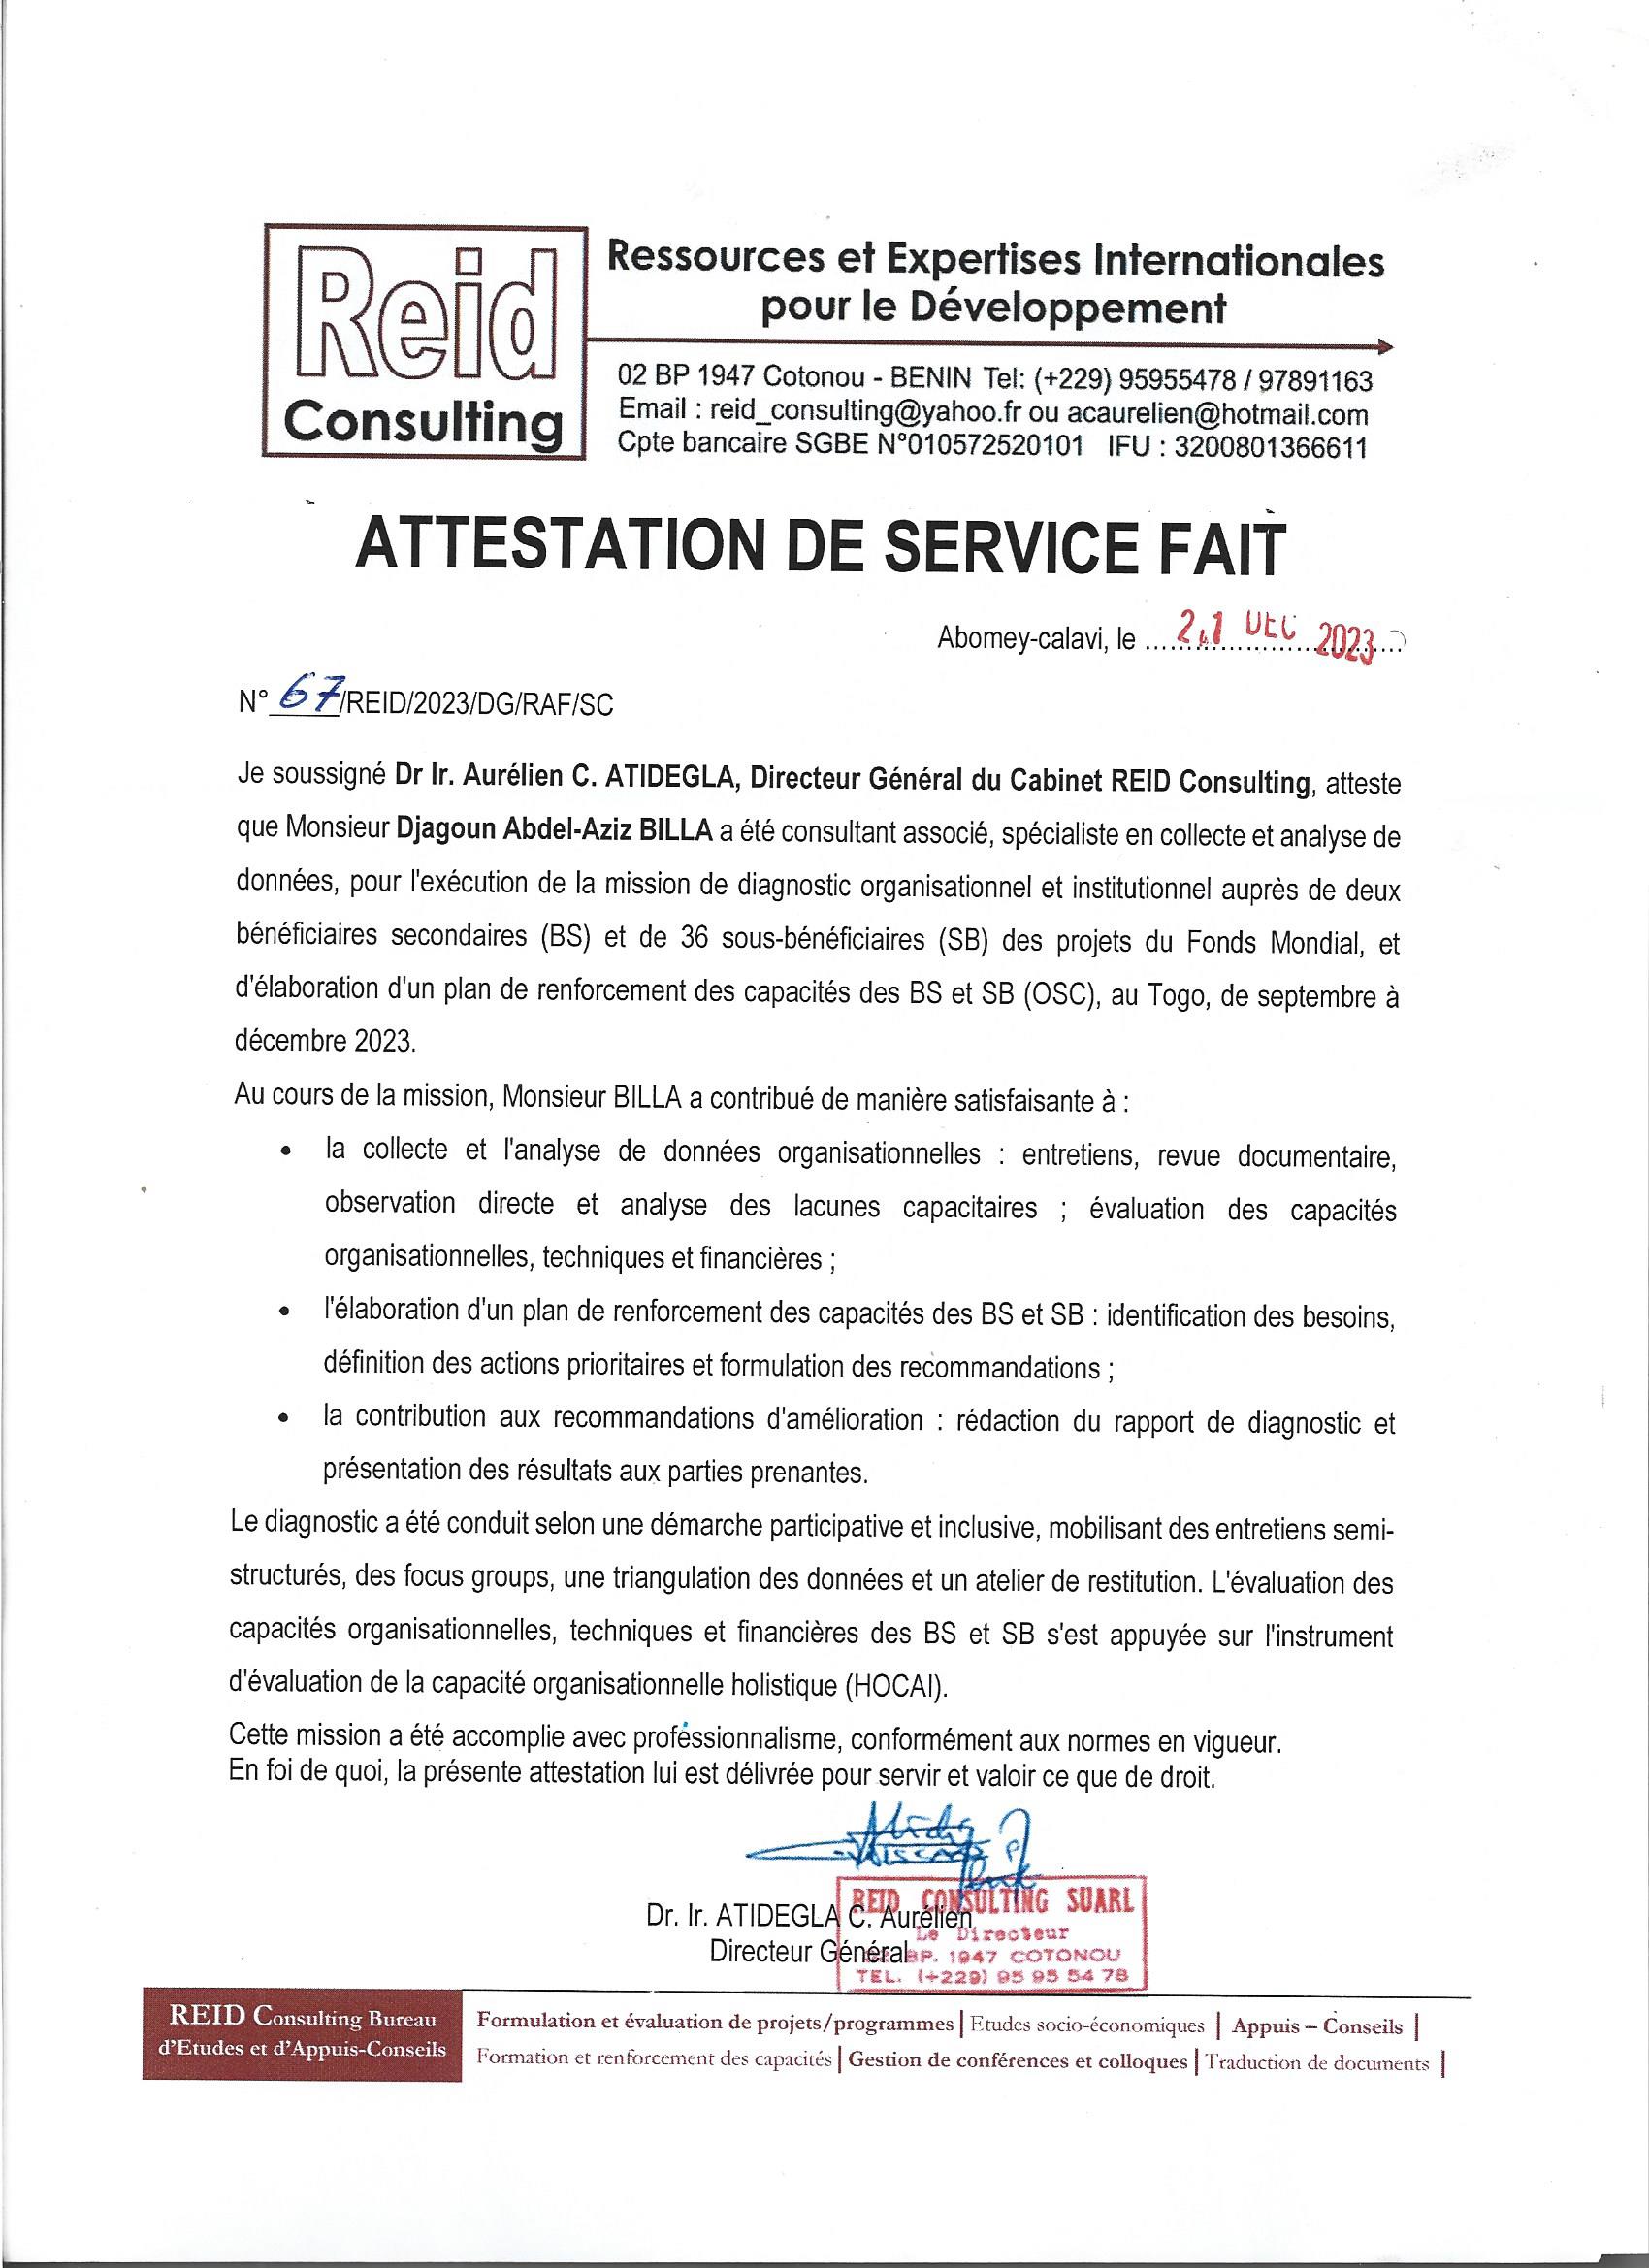 Reid
Consulting
Ressources et Expertises Internationales
pour le Développement
02 BP 1947 Cotonou - BENIN Tel: (+229) 95955478 / 97891163
Email : reid_consulting@yahoo.fr ou acaurelien@hotmail.com
Cpte bancaire SGBE N°010572520101 IFU : 3200801366611
ATTESTATION DE SERVICE FAIT
Abomey-calavi, le ... 21 DEC 2023
N° 67/REID/2023/DG/RAF/SC
Je soussigné Dr Ir. Aurélien C. ATIDEGLA, Directeur Général du Cabinet REID Consulting, atteste
que Monsieur Djagoun Abdel-Aziz BILLA a été consultant associé, spécialiste en collecte et analyse de
données, pour l'exécution de la mission de diagnostic organisationnel et institutionnel auprès de deux
bénéficiaires secondaires (BS) et de 36 sous-bénéficiaires (SB) des projets du Fonds Mondial, et
d'élaboration d'un plan de renforcement des capacités des BS et SB (OSC), au Togo, de septembre à
décembre 2023.
Au cours de la mission, Monsieur BILLA a contribué de manière satisfaisante à :
• la collecte et l'analyse de données organisationnelles : entretiens, revue documentaire,
observation directe et analyse des lacunes capacitaires ; évaluation des capacités
organisationnelles, techniques et financières ;
• l'élaboration d'un plan de renforcement des capacités des BS et SB : identification des besoins,
définition des actions prioritaires et formulation des recommandations ;
• la contribution aux recommandations d'amélioration : rédaction du rapport de diagnostic et
présentation des résultats aux parties prenantes.
Le diagnostic a été conduit selon une démarche participative et inclusive, mobilisant des entretiens semi-
structurés, des focus groups, une triangulation des données et un atelier de restitution. L'évaluation des
capacités organisationnelles, techniques et financières des BS et SB s'est appuyée sur l'instrument
d'évaluation de la capacité organisationnelle holistique (HOCAI).
Cette mission a été accomplie avec professionnalisme, conformément aux normes en vigueur.
En foi de quoi, la présente attestation lui est délivrée pour servir et valoir ce que de droit.
REID CONSULTING SUARL
Dr. Ir. ATIDEGLA C. Aurélien
Le Directeur
Directeur Général
BP. 1947 COTONOU
TEL. (+229) 95 95 54 78
REID Consulting Bureau
d'Etudes et d'Appuis-Conseils
Formulation et évaluation de projets/programmes | Etudes socio-économiques | Appuis – Conseils |
Formation et renforcement des capacités | Gestion de conférences et colloques | Traduction de documents |